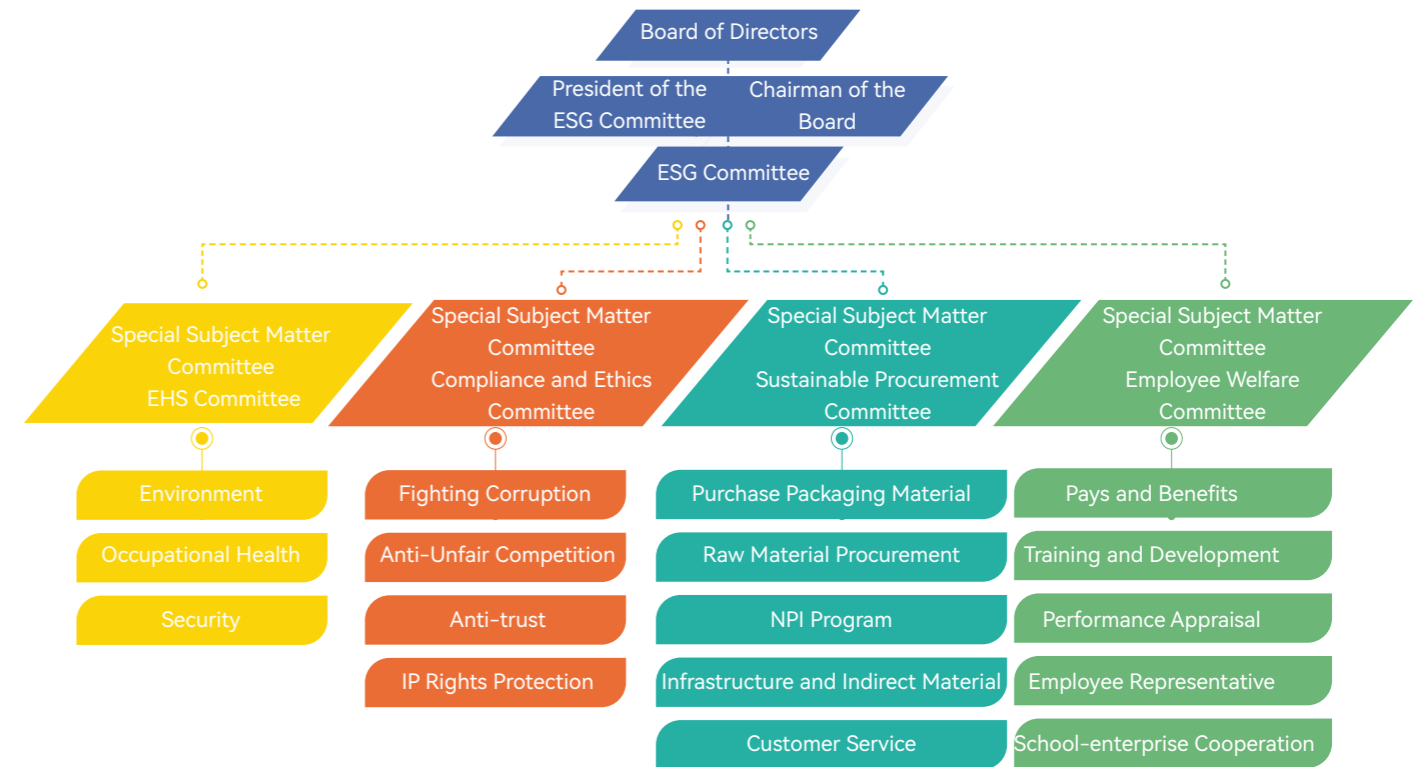 Board of Directors
President of the
ESG Committee
Chairman of the
Board
ESG Committee
Special Subject Matter
Committee
EHS Committee
Special Subject Matter
Committee
Compliance and Ethics
Committee
Special Subject Matter
Committee
Sustainable Procurement
Committee
Special Subject Matter
Committee
Employee Welfare
Committee
Environment
Occupational Health
Security
Fighting Corruption
Anti-Unfair Competition
Anti-trust
IP Rights Protection
Purchase Packaging Material
Raw Material Procurement
NPI Program
Infrastructure and Indirect Material
Customer Service
Pays and Benefits
Training and Development
Performance Appraisal
Employee Representative
School-enterprise Cooperation